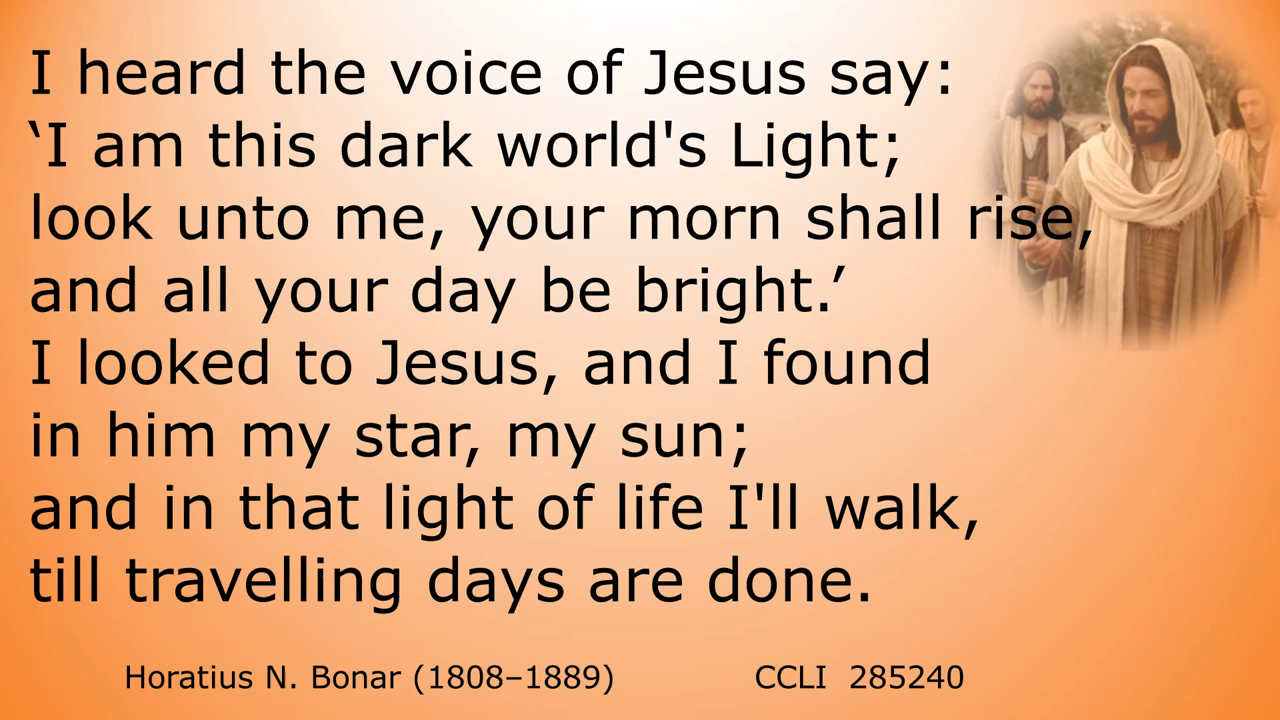 I heard the voice of Jesus say:
‘I am this dark world's Light;
look unto me, your morn shall rise,
and all your day be bright.’
I looked to Jesus, and I found
in him my star, my sun;
and in that light of life I'll walk,
till travelling days are done.
Horatius N. Bonar (1808–1889) CCLI 285240